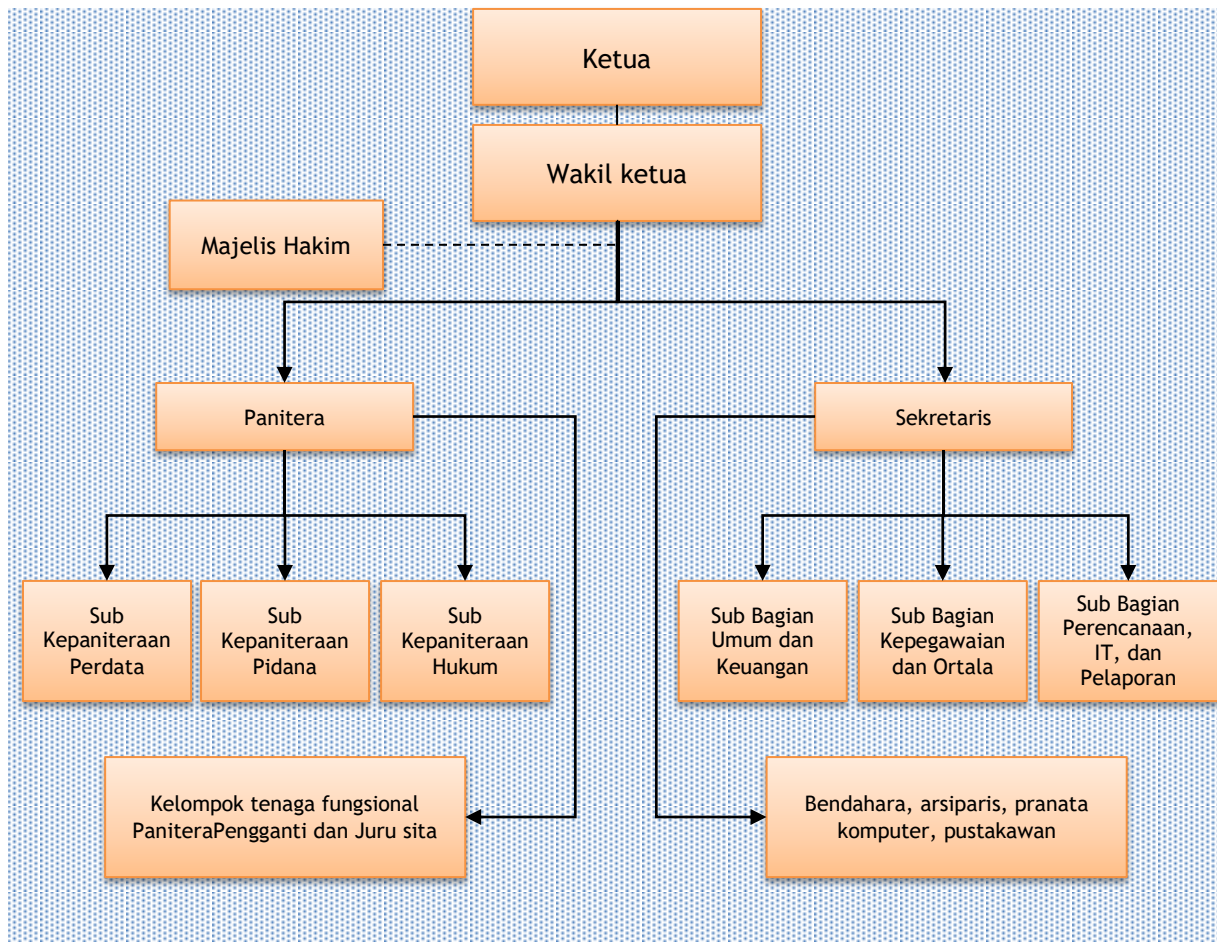 Ketua
Wakil ketua
Majelis Hakim
Panitera
Sekretaris
Sub
Kepaniteraan
Perdata
Sub
Kepaniteraan
Pidana
Sub
Kepaniteraan
Hukum
Sub Bagian
Umum dan
Keuangan
Sub Bagian
Kepegawaian
dan Ortala
Sub Bagian
Perencanaan,
IT, dan
Pelaporan
Kelompok tenaga fungsional
PaniteraPengganti dan Juru sita
Bendahara, arsiparis, pranata
komputer, pustakawan